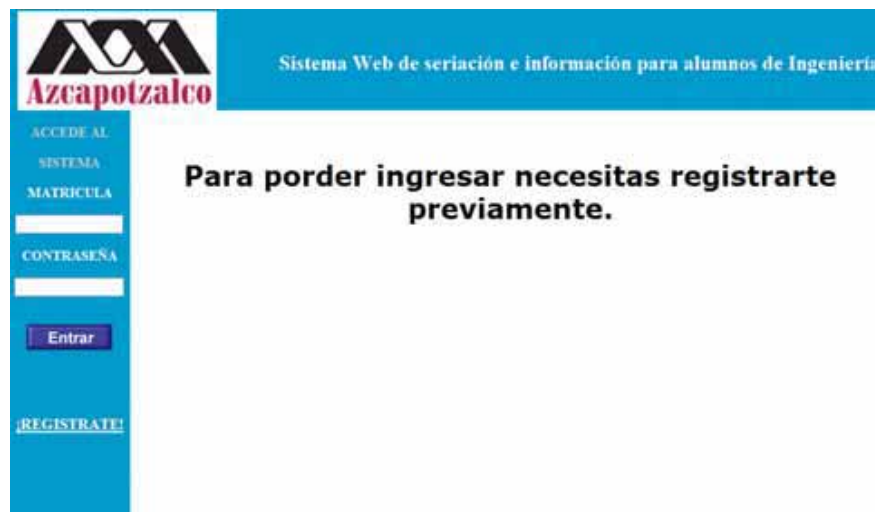 Azcapotzalco
Sistema Web de seriación e información para alumnos de Ingeniería
ACCEDE AL
SISTEMA
MATRICULA
CONTRASEÑA
Entrar
¡REGISTRATE!
Para porder ingresar necesitas registrarte
previamente.